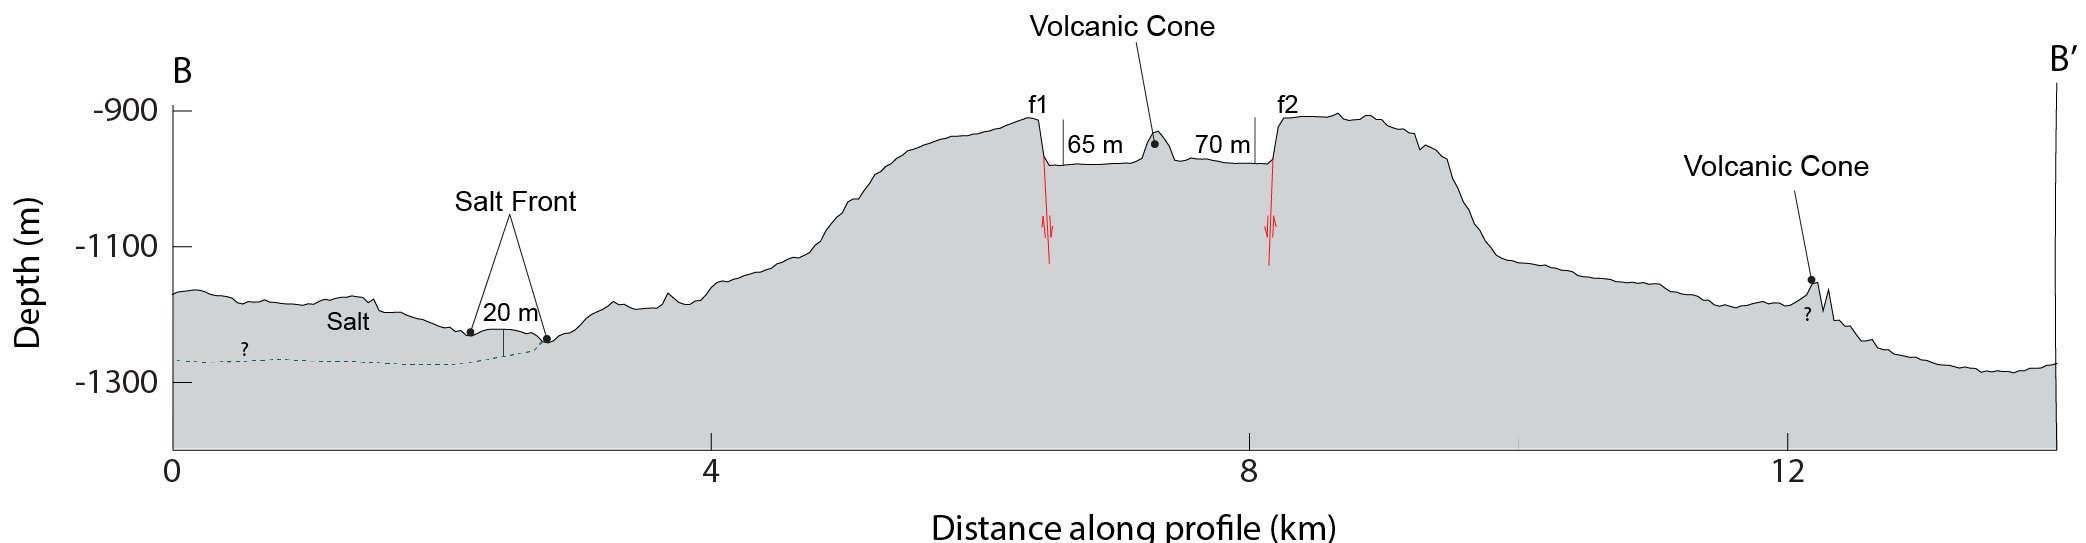 Volcanic Cone
B
B’
-900
f1
f2
65 m
70 m
Volcanic Cone
Salt Front
Depth (m)
-1100
20 m
Salt
?
?
-1300
0
4
8
12
Distance along profile (km)